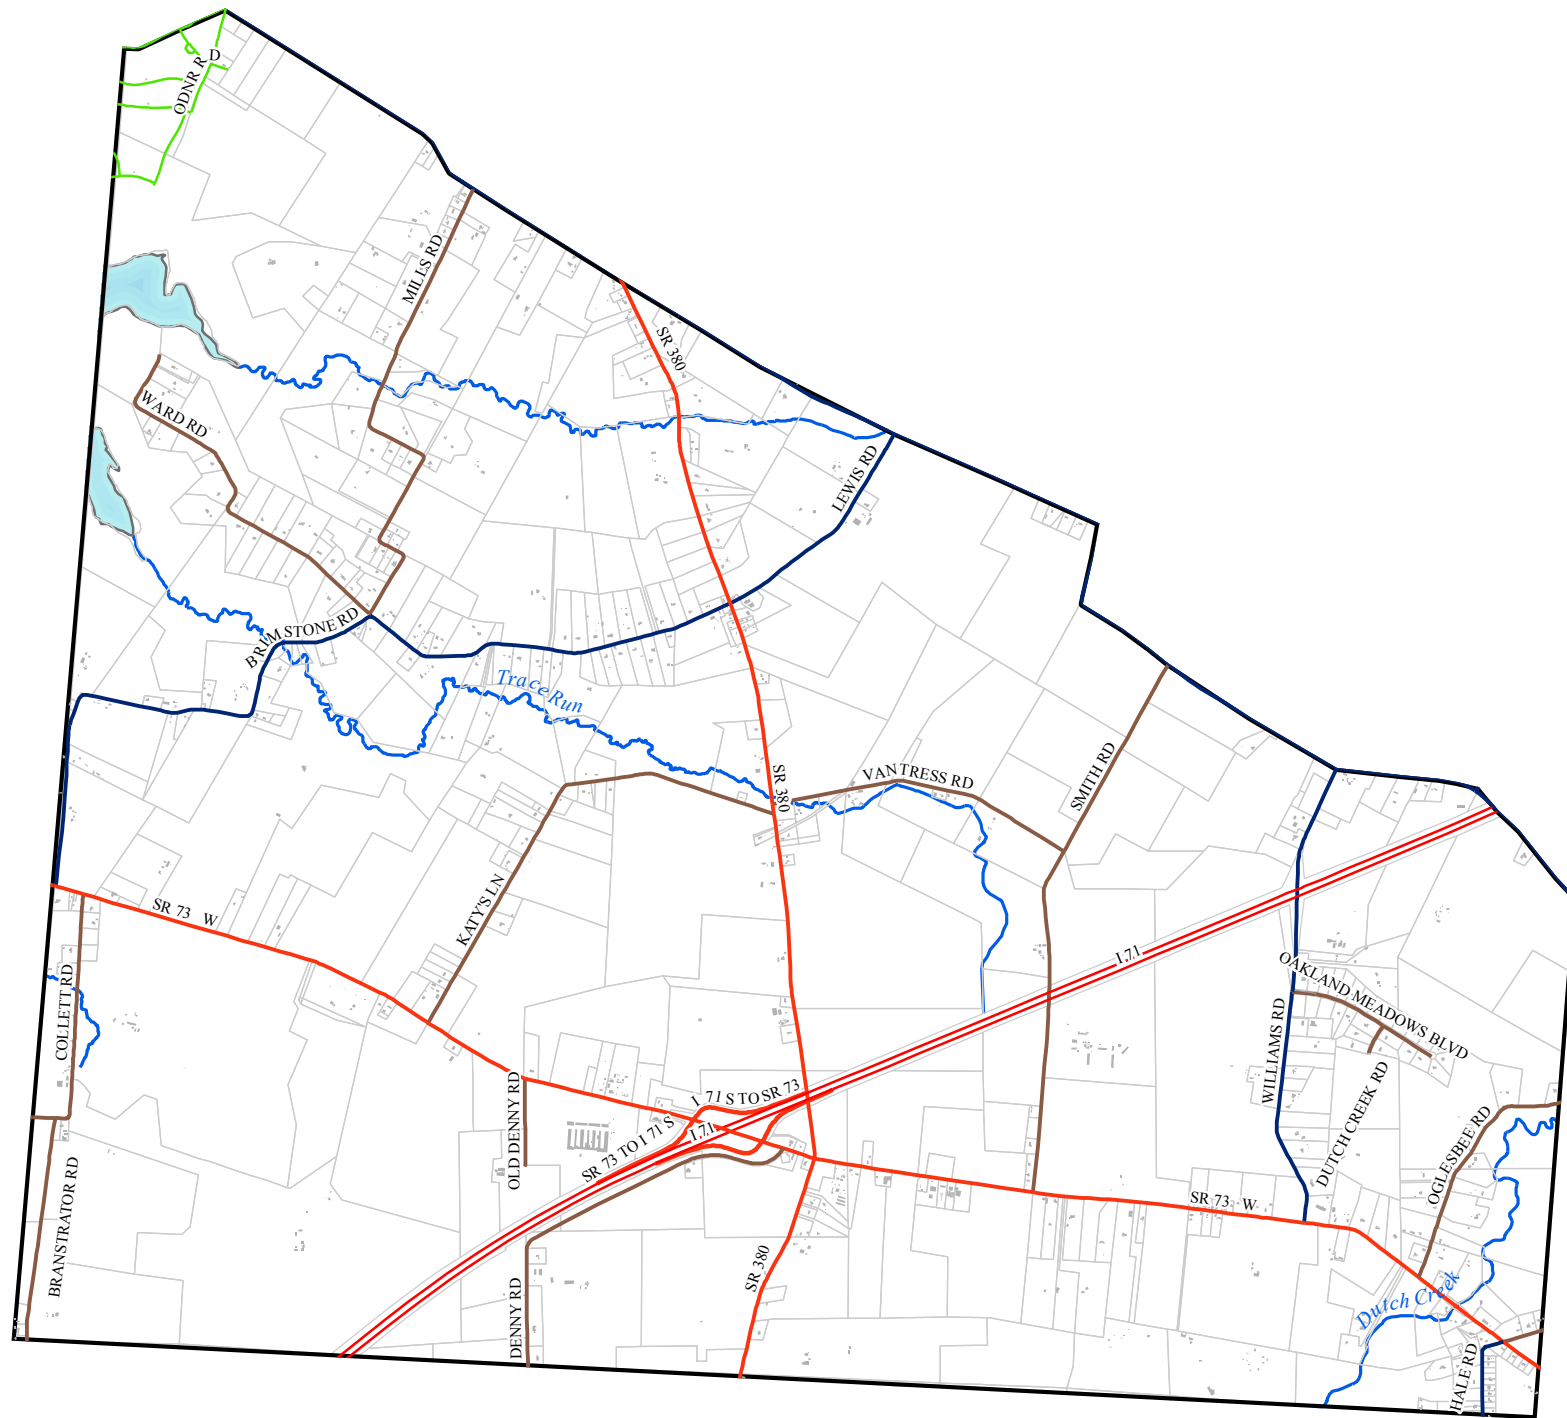 ODNR RD
MILLS RD
SR 380
WARD RD
LEWIS RD
BRIMSTONE RD
Trace Run
SR 380
VANTRESS RD
SMITH RD
KATY'S LN
SR 73 W
I 71
OAKLAND MEADOWS BLVD
COLLETT RD
WILLIAMS RD
OLD DENNY RD
I 71 S TO SR 73
SR 73 TO I 71 S
I 71
DUTCH CREEK RD
OGLESBEE RD
BRANSTRATOR RD
SR 73 W
SR 380
DENNY RD
Dutch Creek
HALE RD